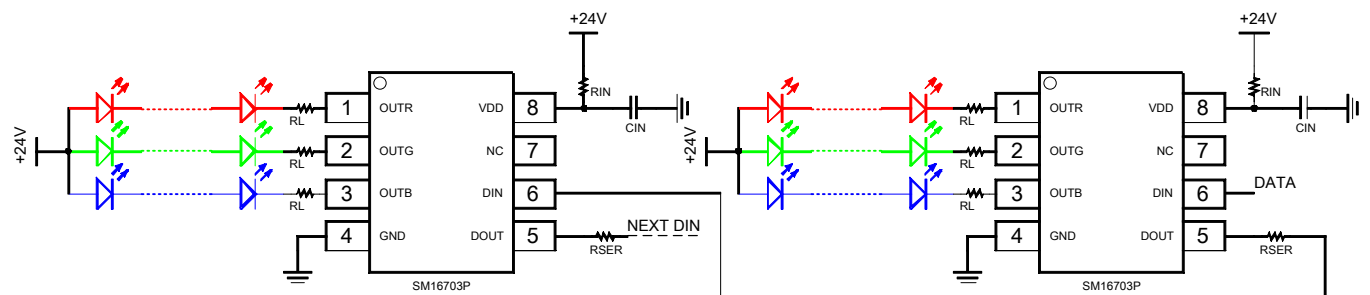 +24V
+24V
RL
RL
RL
1
2
3
4
OUTR
OUTG
OUTB
GND
VDD
NC
DIN
DOUT
8
7
6
5
RIN
CIN
NEXT DIN
RSER
SM16703P
+24V
+24V
RL
RL
RL
1
2
3
4
OUTR
OUTG
OUTB
GND
VDD
NC
DIN
DOUT
8
7
6
5
RIN
CIN
DATA
RSER
SM16703P